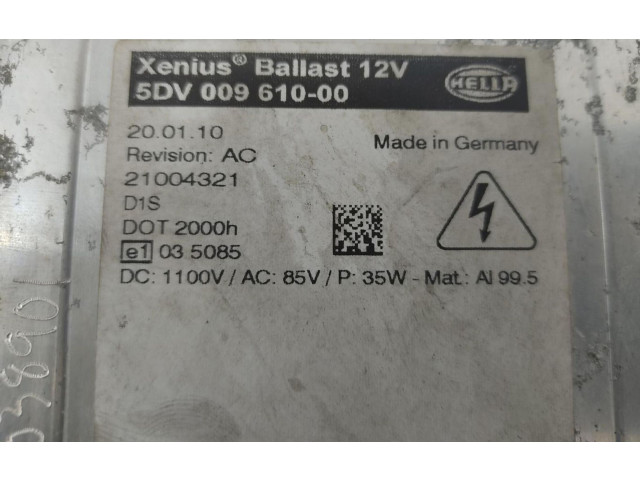 Xenius® Ballast 12V
5DV 009 610-00
HELLA
20.01.10
Made in Germany
Revision: AC
21004321
D1S
DOT 2000h
e1 03 5085
DC: 1100V / AC: 85V / P: 35W - Mat.: Al 99.5